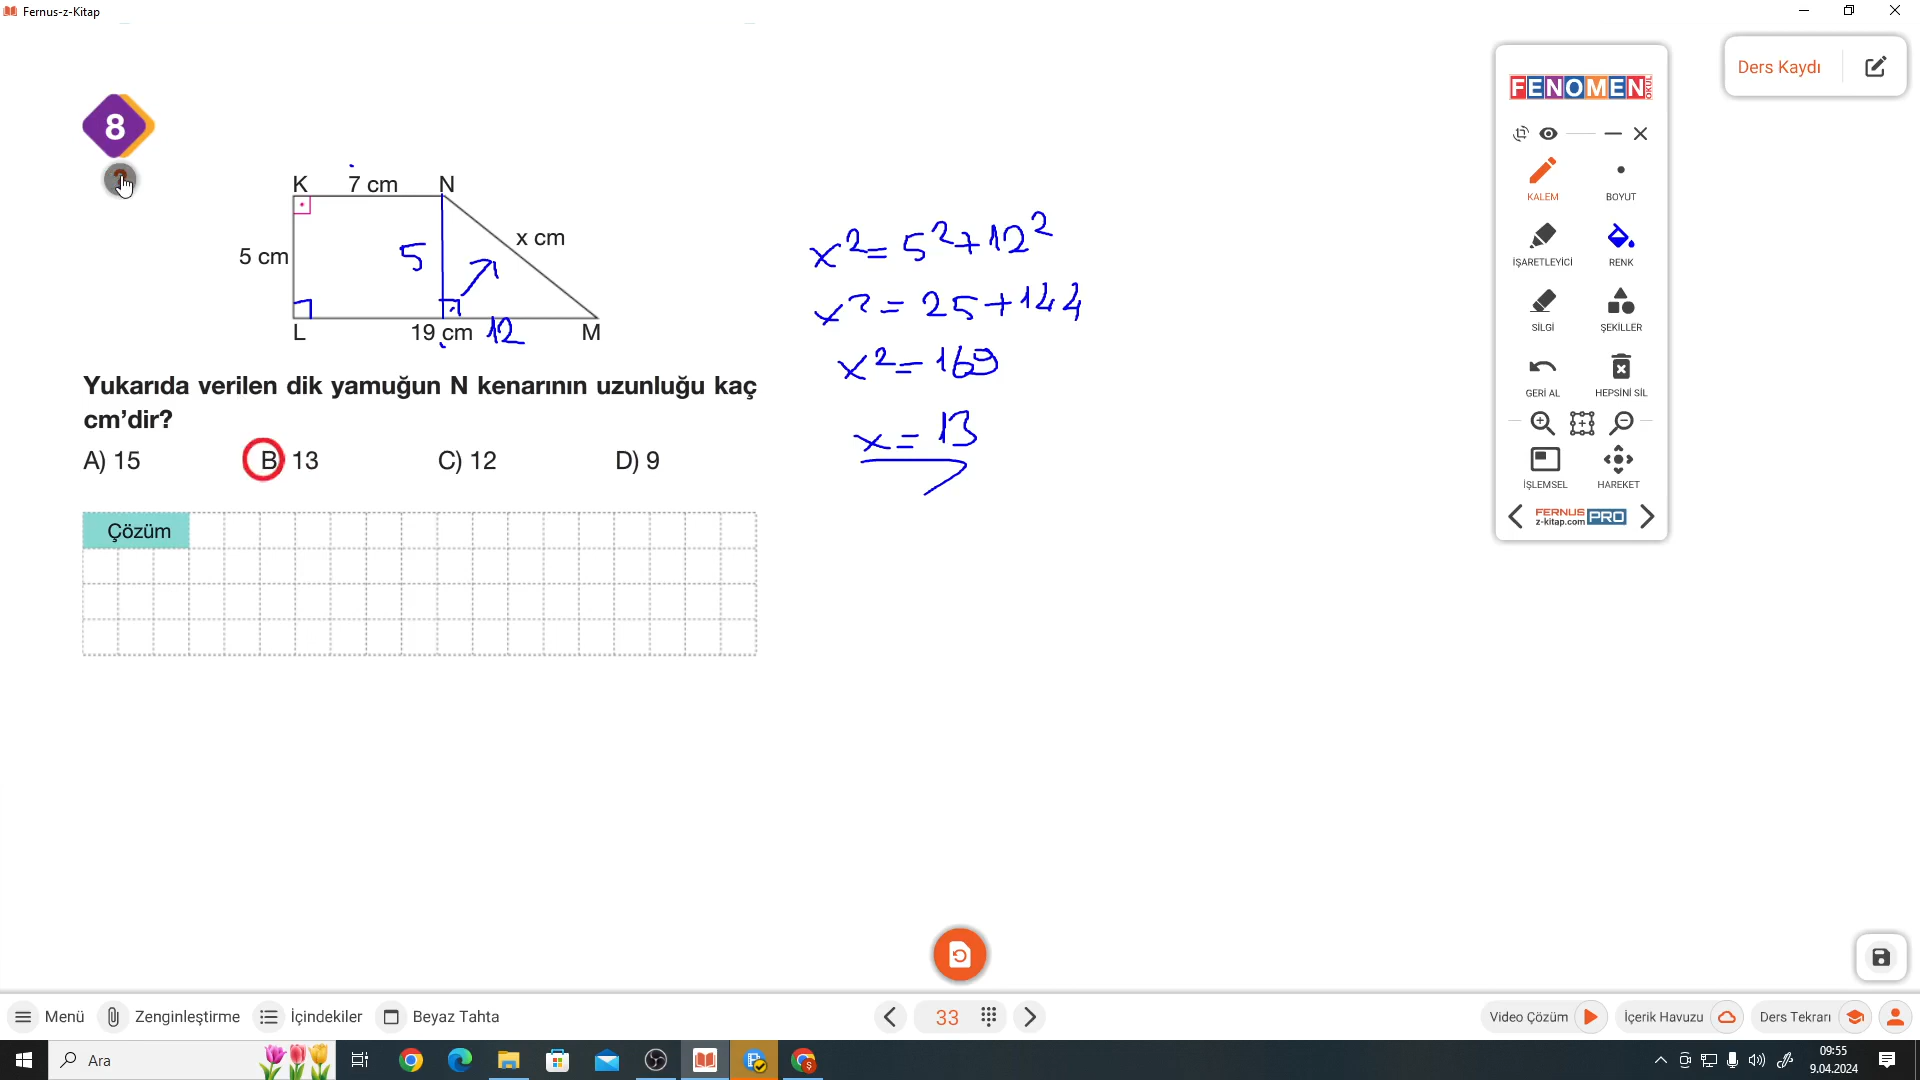 Fernus-z-Kitap
Ders Kaydı
8
FENOMEN
OKUL
KALEM
BOYUT
İŞARETLEYİCİ
RENK
SİLGİ
ŞEKİLLER
GERİ AL
HEPSİNİ SİL
İŞLEMSEL
HAREKET
FERNUS
z-kitap.com PRO
K 7 cm N
x cm
5 cm
5
L 19 cm 12 M
x² = 5² + 12²
x² = 25 + 144
x² = 169
x = 13
Yukarıda verilen dik yamuğun N kenarının uzunluğu kaç
cm'dir?
A) 15 B 13 C) 12 D) 9
Çözüm
Menü Zenginleştirme İçindekiler Beyaz Tahta 33 Video Çözüm İçerik Havuzu Ders Tekrarı
Ara
09:55
9.04.2024